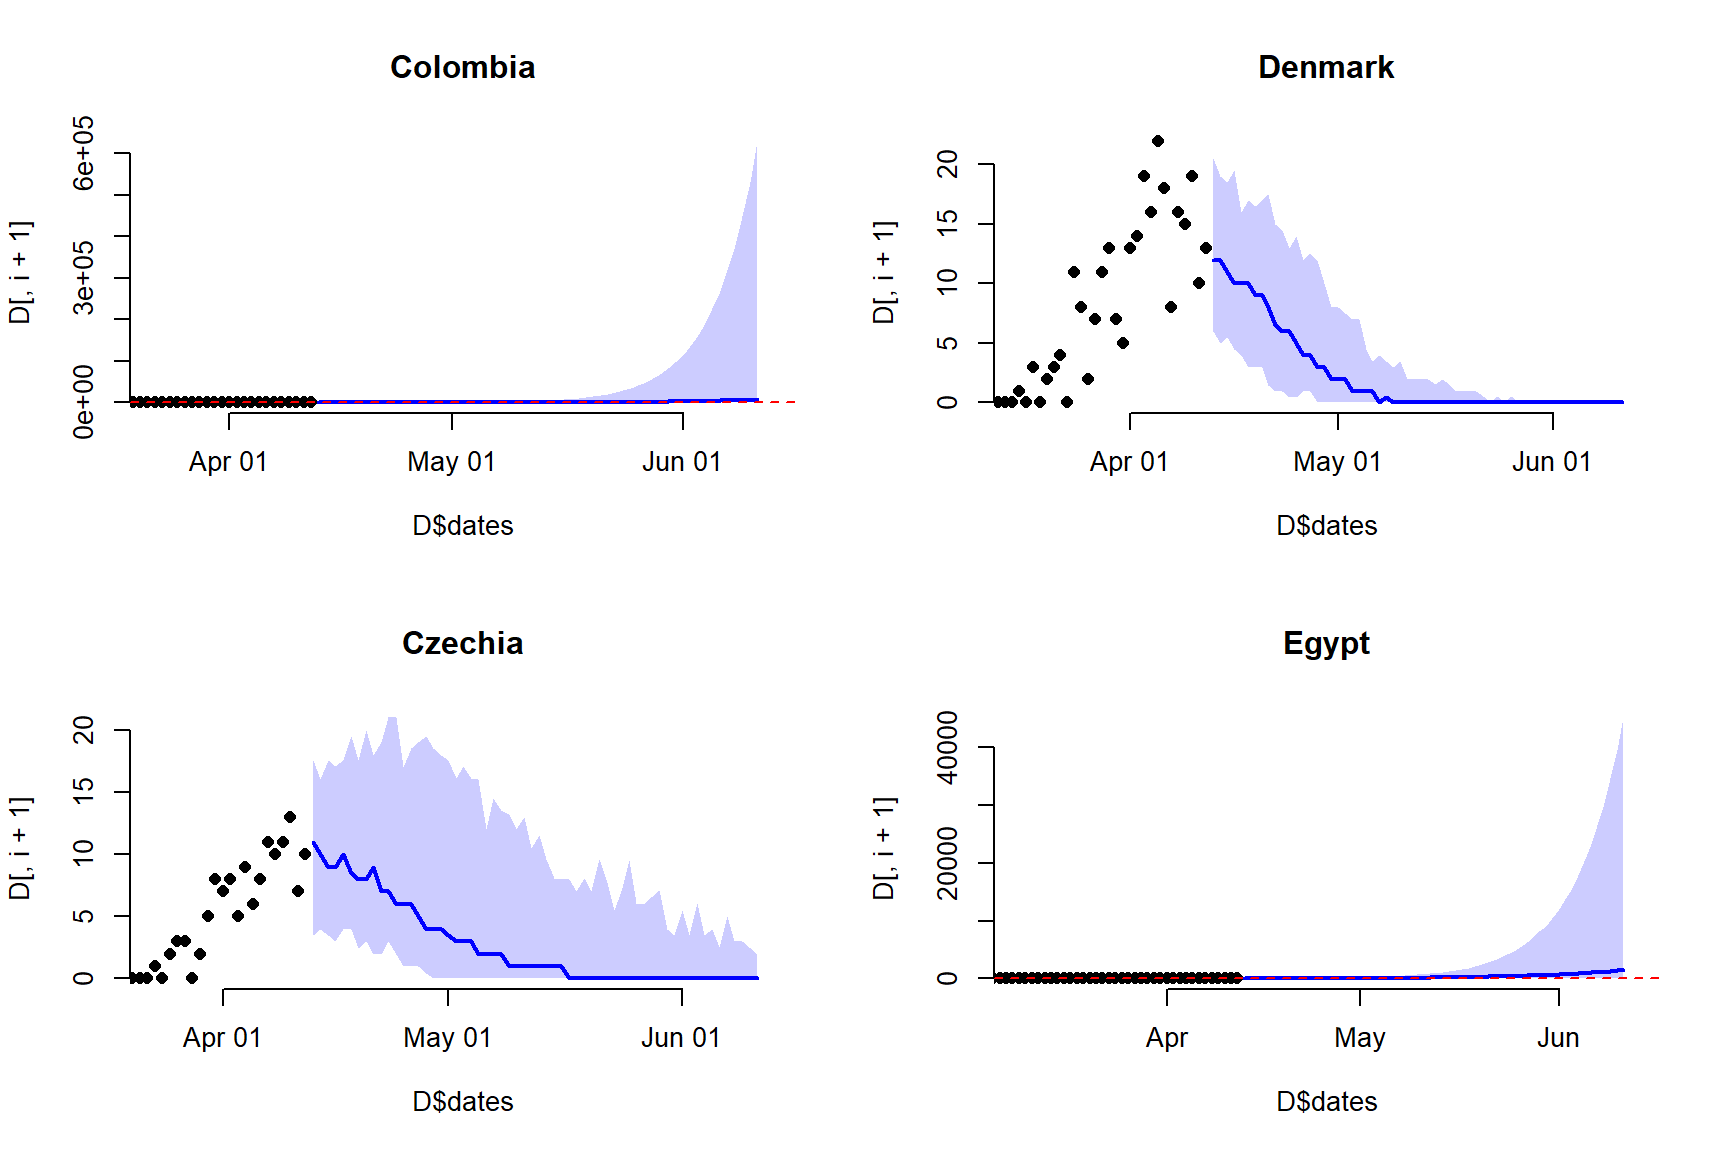 Colombia
D[, i + 1]
0e+00 3e+05 6e+05
Apr 01 May 01 Jun 01
D$dates
Denmark
D[, i + 1]
0 5 10 15 20
Apr 01 May 01 Jun 01
D$dates
Czechia
D[, i + 1]
0 5 10 15 20
Apr 01 May 01 Jun 01
D$dates
Egypt
D[, i + 1]
0 20000 40000
Apr May Jun
D$dates